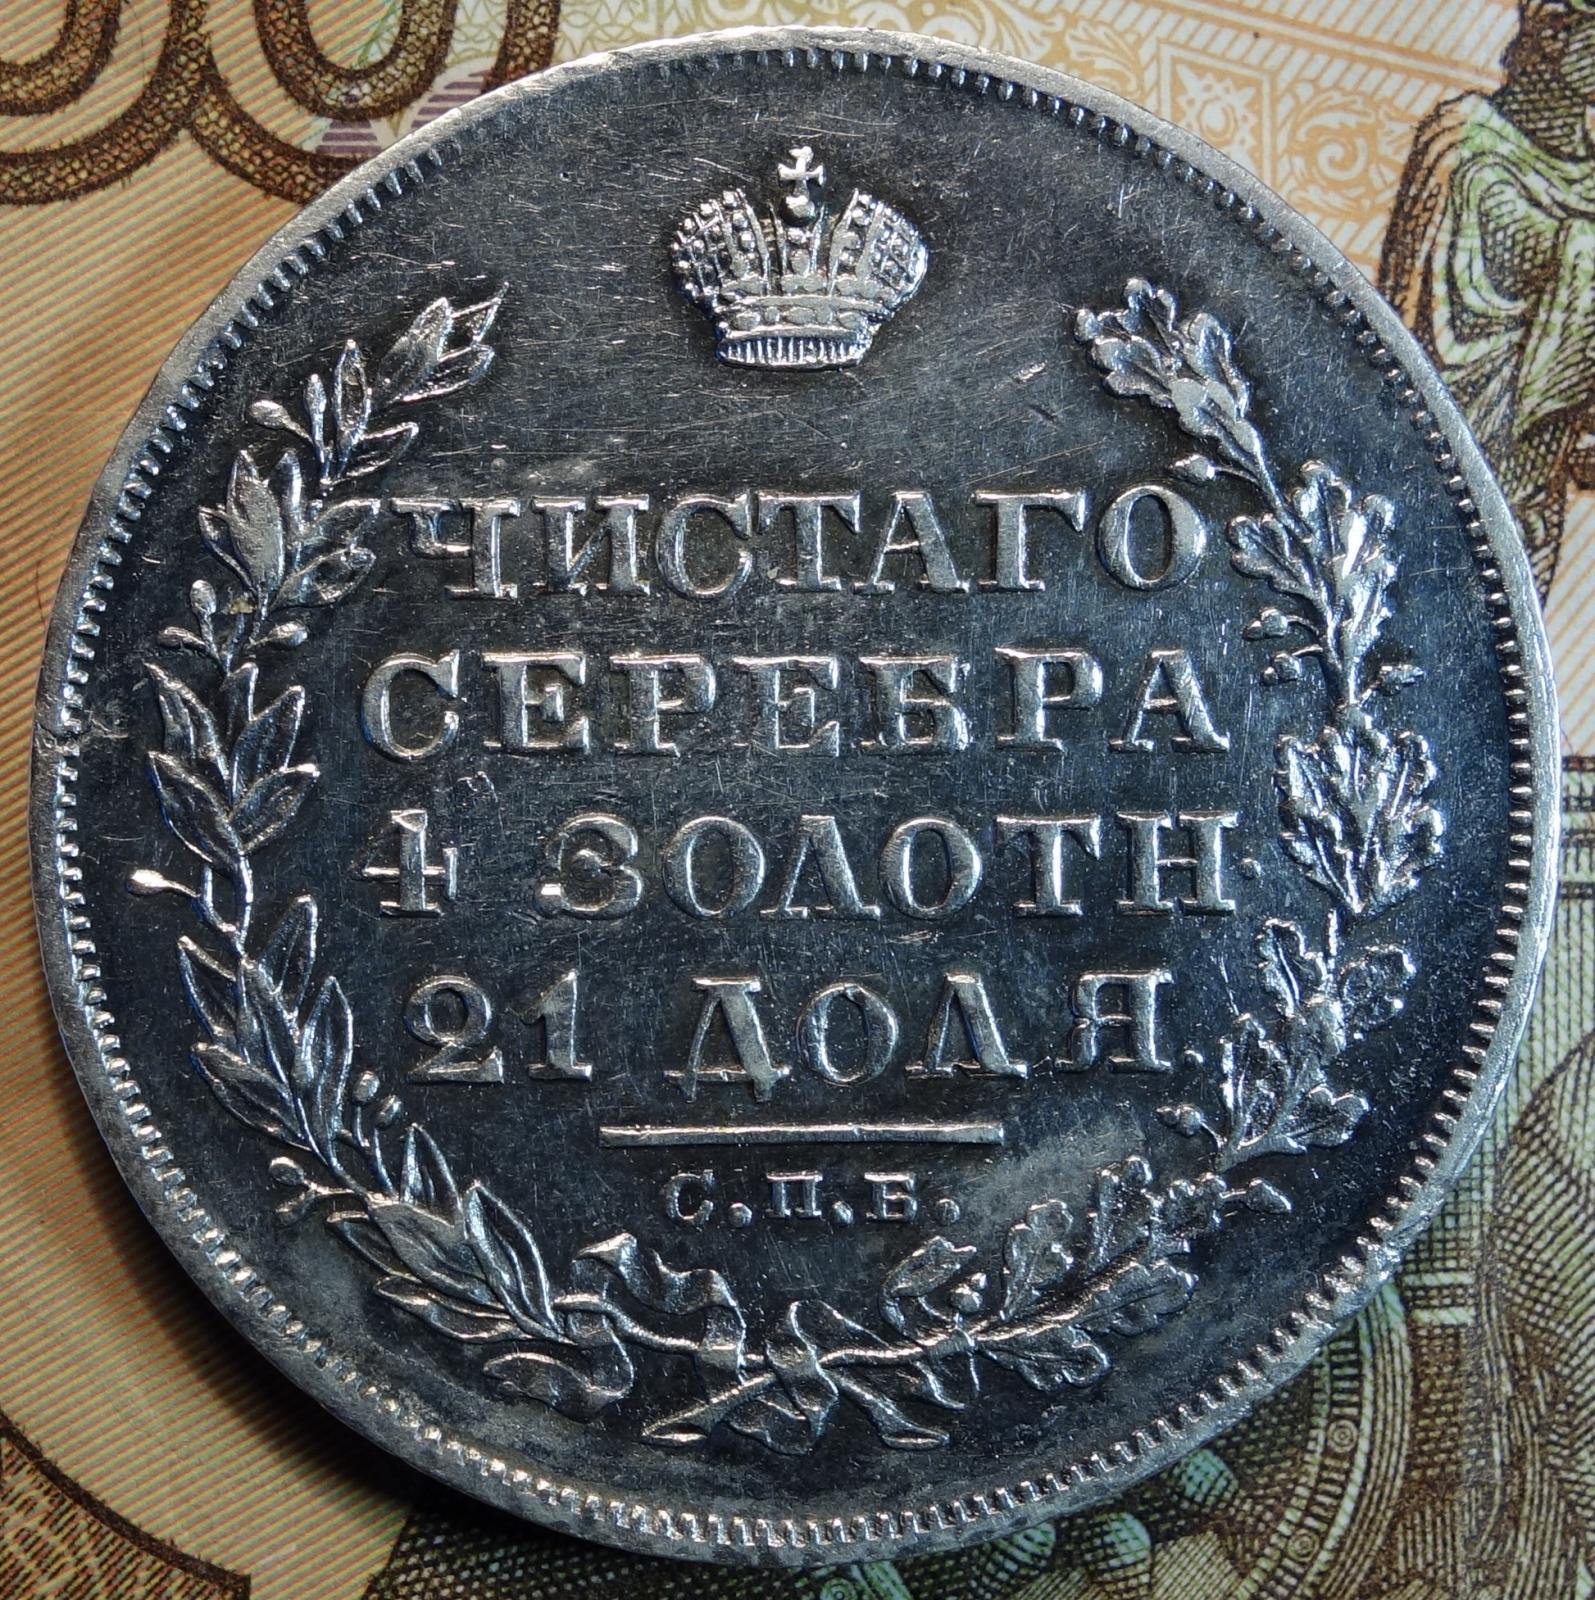 ЧИСТАГО
СЕРЕБРА
4 ЗОЛОТН.
21 ДОЛЯ.
С.П.Б.